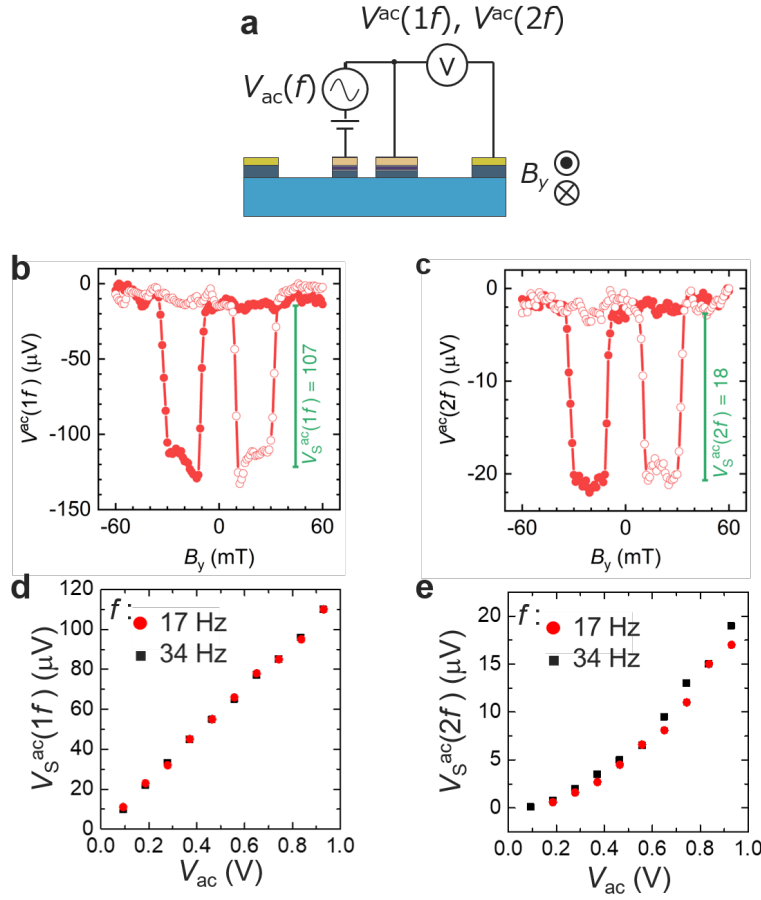 a
V^ac(1f), V^ac(2f)
V_ac(f)
V
B_y
b
V^ac(1f) (μV)
0
-50
-100
-150
-60
0
60
B_y (mT)
V_S^ac(1f) = 107
c
V^ac(2f) (μV)
0
-10
-20
-60
0
60
B_y (mT)
V_S^ac(2f) = 18
d
V_S^ac(1f) (μV)
120
100
80
60
40
20
0
f :
17 Hz
34 Hz
0.0 0.2 0.4 0.6 0.8 1.0
V_ac (V)
e
V_S^ac(2f) (μV)
20
15
10
5
0
f :
17 Hz
34 Hz
0.0 0.2 0.4 0.6 0.8 1.0
V_ac (V)